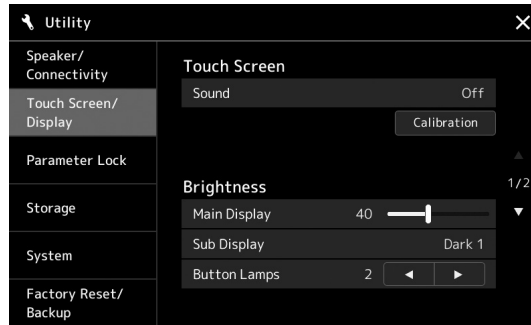 Utility
Speaker/
Connectivity
Touch Screen/
Display
Parameter Lock
Storage
System
Factory Reset/
Backup
Touch Screen
Sound Off
Calibration
1/2
Brightness
Main Display 40
Sub Display Dark 1
Button Lamps 2